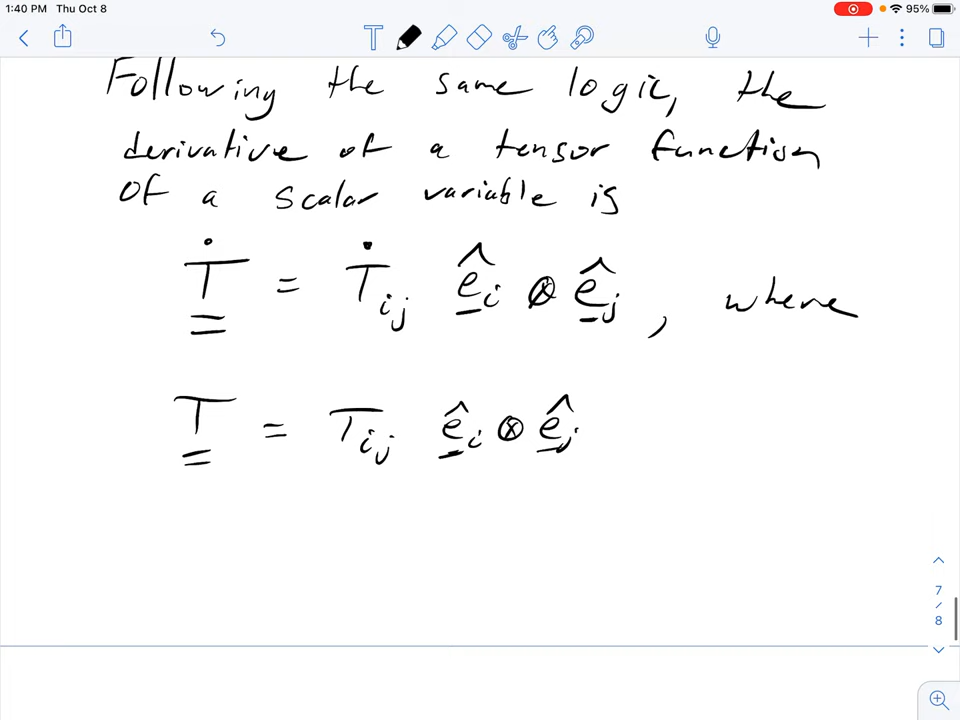 1:40 PM Thu Oct 8
95%
Following the same logic, the
derivative of a tensor function
of a scalar variable is
Ṫ = Ṫij êi ⊗ êj , where
T = Tij êi ⊗ êj
7
/
8